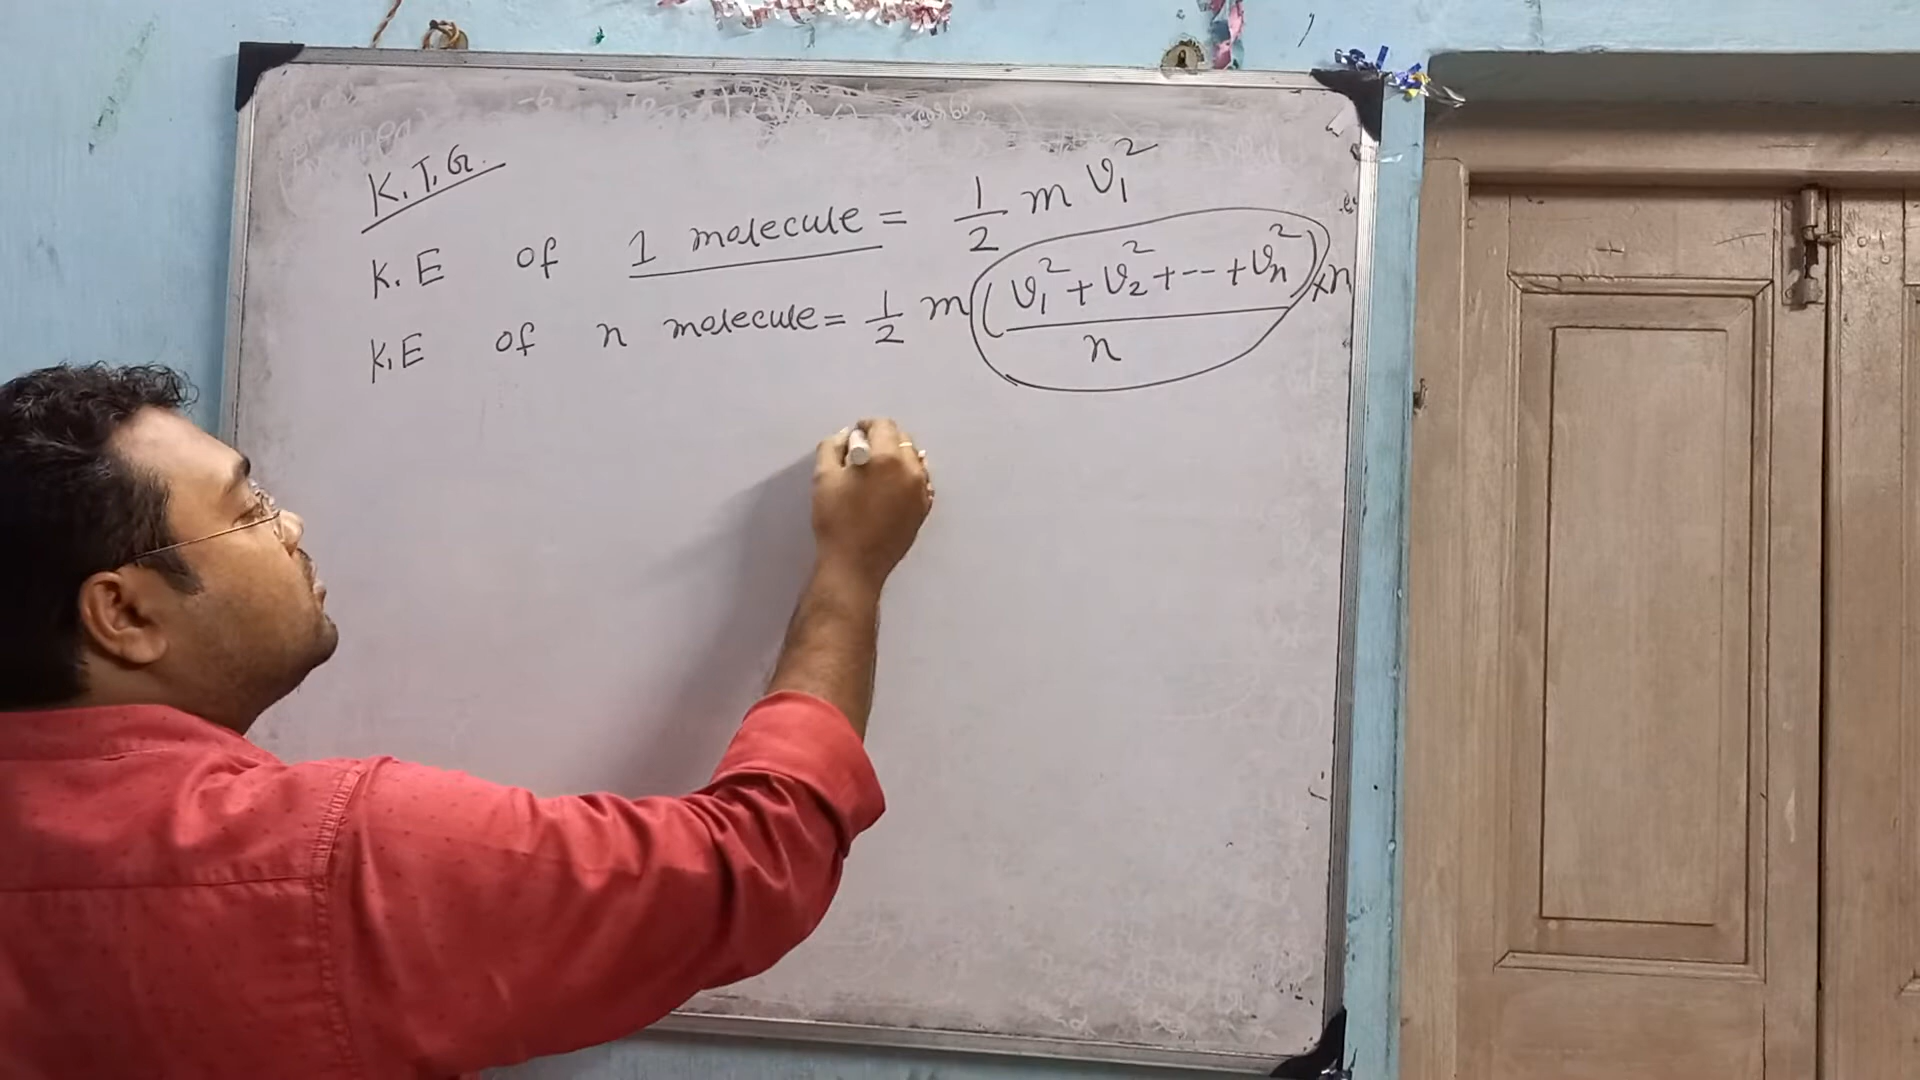 K.T.G.
K.E of 1 molecule = 1/2 m v₁²
K.E of n molecule = 1/2 m (v₁² + v₂² + -- + vₙ²)/n × n